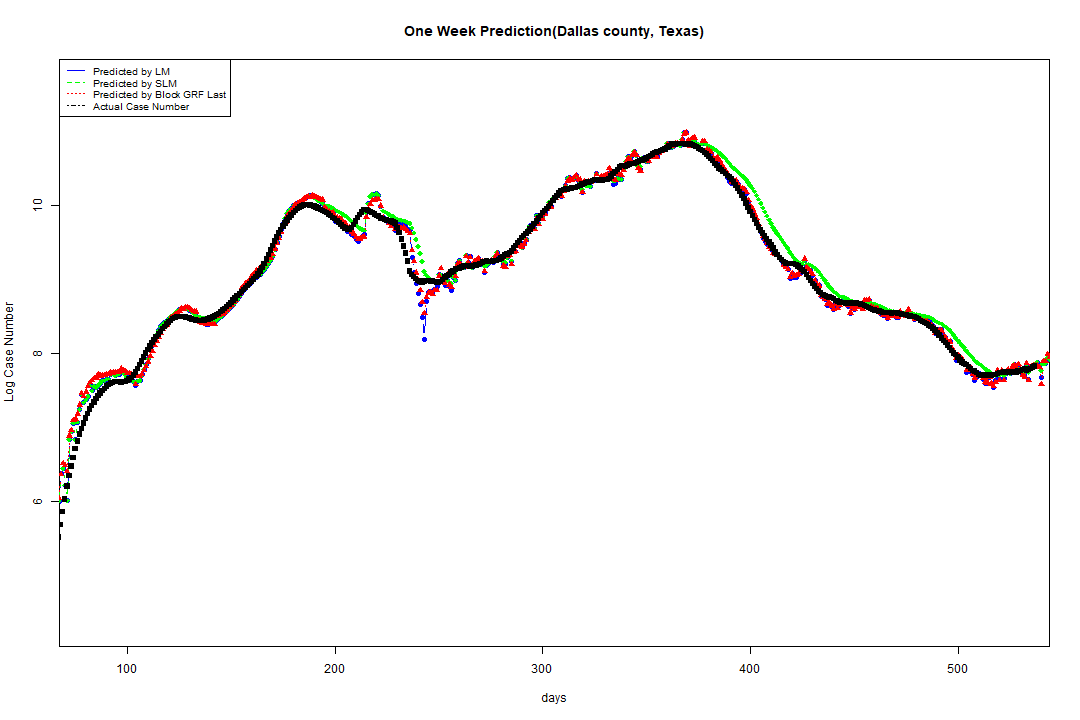 One Week Prediction(Dallas county, Texas)
Predicted by LM
Predicted by SLM
Predicted by Block GRF Last
Actual Case Number
10
8
6
Log Case Number
100 200 300 400 500
days